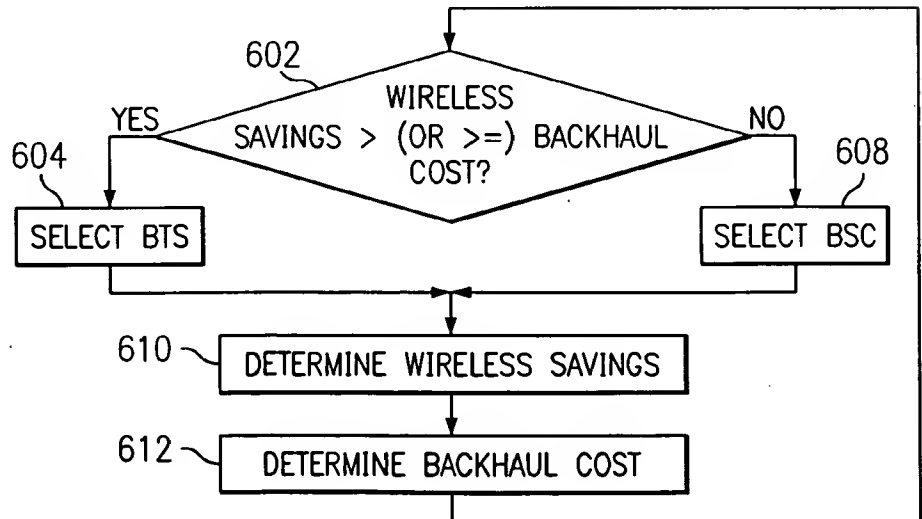 602
WIRELESS
SAVINGS > (OR >=) BACKHAUL
COST?
YES
NO
604
SELECT BTS
608
SELECT BSC
610
DETERMINE WIRELESS SAVINGS
612
DETERMINE BACKHAUL COST